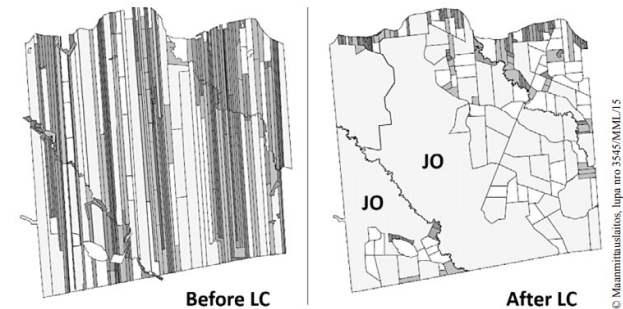 JO
JO
Before LC
After LC
© Maanmittauslaitos, lupa nro 3545/MML/15